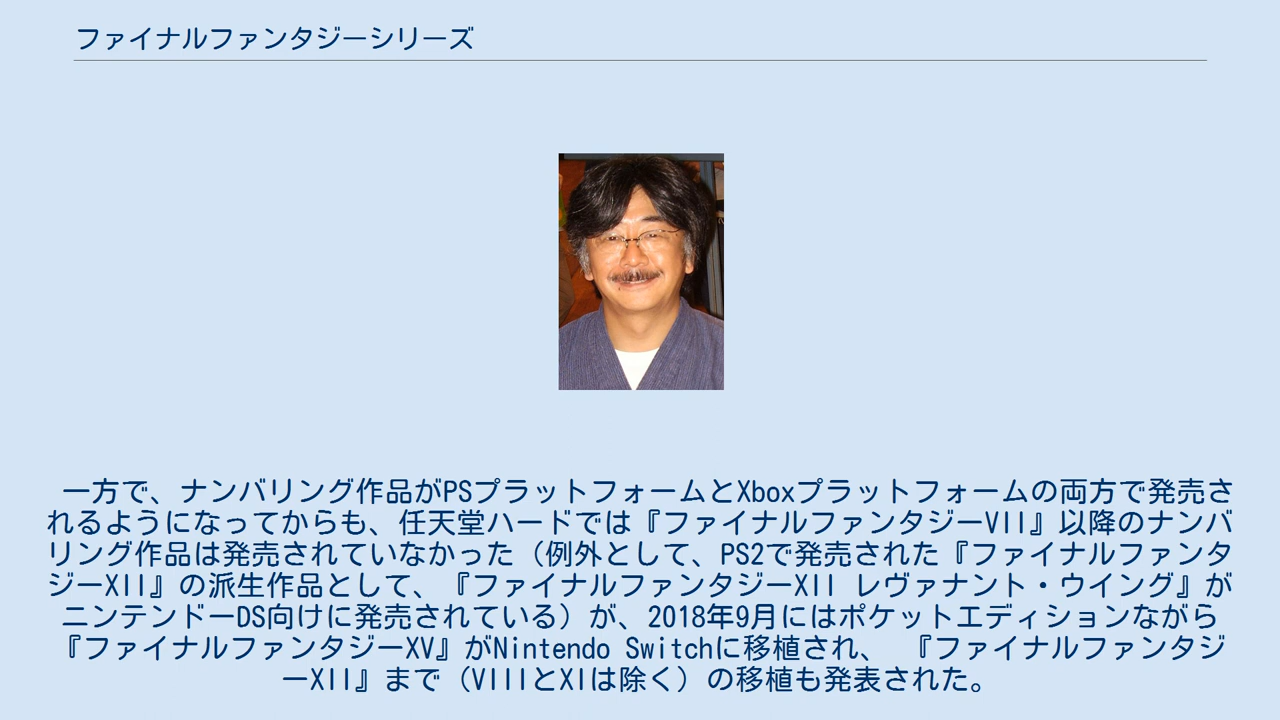 ファイナルファンタジーシリーズ
一方で、ナンバリング作品がPSプラットフォームとXboxプラットフォームの両方で発売さ
れるようになってからも、任天堂ハードでは『ファイナルファンタジーVII』以降のナンバ
リング作品は発売されていなかった（例外として、PS2で発売された『ファイナルファンタ
ジーXII』の派生作品として、『ファイナルファンタジーXII レヴァナント・ウイング』が
ニンテンドーDS向けに発売されている）が、2018年9月にはポケットエディションながら
『ファイナルファンタジーXV』がNintendo Switchに移植され、 『ファイナルファンタジ
ーXII』まで（VIIIとXIは除く）の移植も発表された。